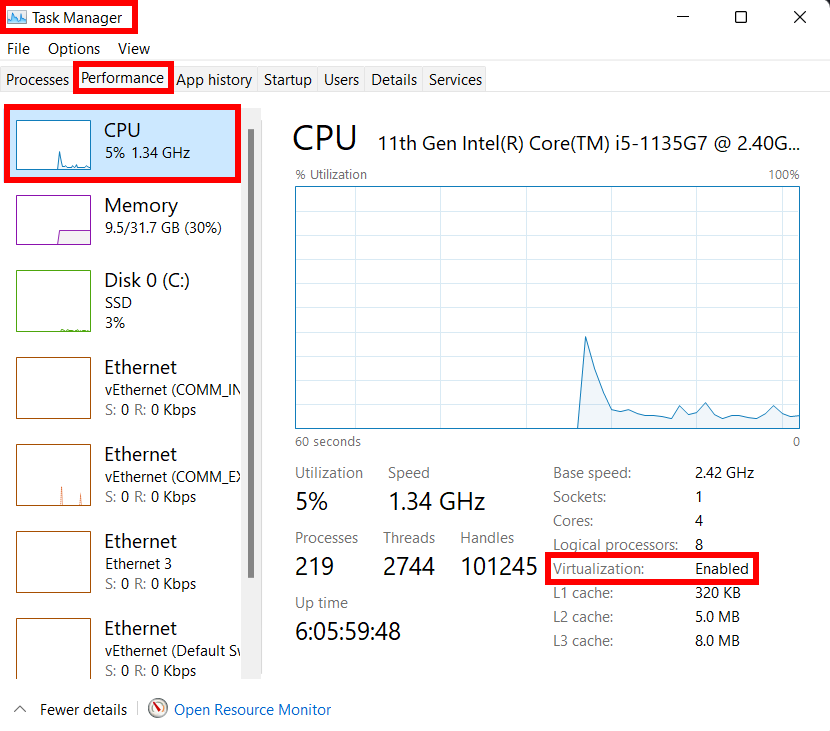 Task Manager
File Options View
Processes Performance App history Startup Users Details Services
CPU
5% 1.34 GHz
Memory
9.5/31.7 GB (30%)
Disk 0 (C:)
SSD
3%
Ethernet
vEthernet (COMM_IN
S: 0 R: 0 Kbps
Ethernet
vEthernet (COMM_EX
S: 0 R: 0 Kbps
Ethernet
Ethernet 3
S: 0 R: 0 Kbps
Ethernet
vEthernet (Default Sw
S: 0 R: 0 Kbps
CPU 11th Gen Intel(R) Core(TM) i5-1135G7 @ 2.40G...
% Utilization 100%
60 seconds 0
Utilization Speed
5% 1.34 GHz
Processes Threads Handles
219 2744 101245
Up time
6:05:59:48
Base speed: 2.42 GHz
Sockets: 1
Cores: 4
Logical processors: 8
Virtualization: Enabled
L1 cache: 320 KB
L2 cache: 5.0 MB
L3 cache: 8.0 MB
Fewer details Open Resource Monitor